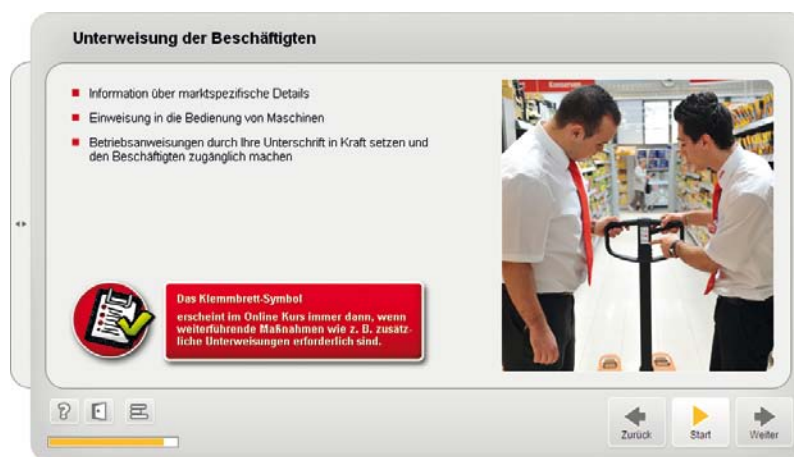 Unterweisung der Beschäftigten
Information über marktspezifische Details
Einweisung in die Bedienung von Maschinen
Betriebsanweisungen durch Ihre Unterschrift in Kraft setzen und
den Beschäftigten zugänglich machen
Konserven
Das Klemmbrett-Symbol
erscheint im Online Kurs immer dann, wenn
weiterführende Maßnahmen wie z. B. zusätz-
liche Unterweisungen erforderlich sind.
?
Zurück
Start
Weiter